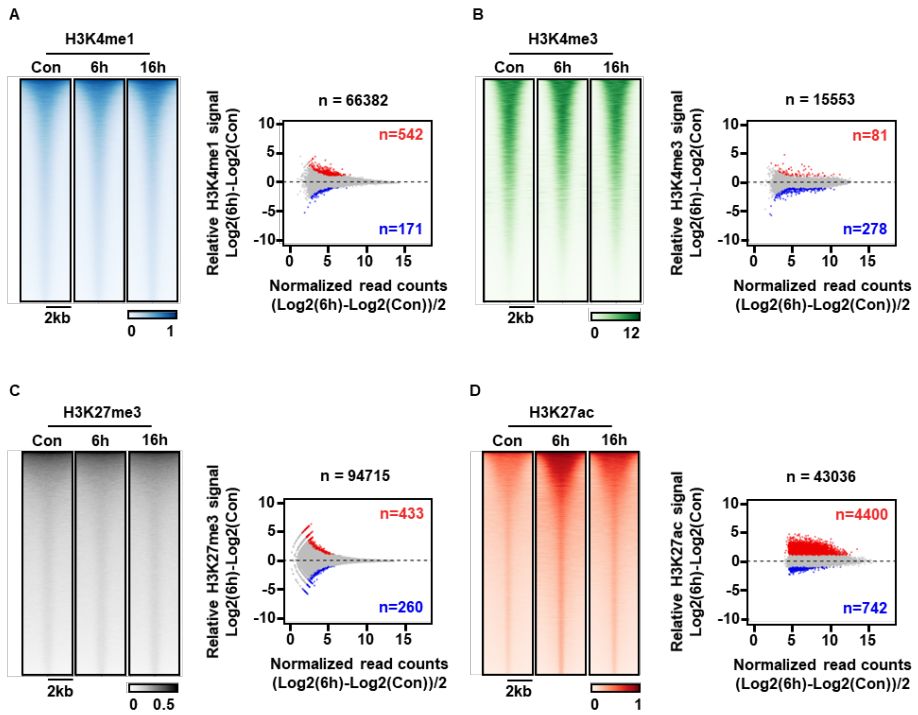 A
H3K4me1
Con 6h 16h
2kb
0 1
n = 66382
Relative H3K4me1 signal
Log2(6h)-Log2(Con)
10
5
0
-5
-10
n=542
n=171
0 5 10 15
Normalized read counts
(Log2(6h)-Log2(Con))/2
B
H3K4me3
Con 6h 16h
2kb
0 12
n = 15553
Relative H3K4me3 signal
Log2(6h)-Log2(Con)
10
5
0
-5
-10
n=81
n=278
0 5 10 15
Normalized read counts
(Log2(6h)-Log2(Con))/2
C
H3K27me3
Con 6h 16h
2kb
0 0.5
n = 94715
Relative H3K27me3 signal
Log2(6h)-Log2(Con)
10
5
0
-5
-10
n=433
n=260
0 5 10 15
Normalized read counts
(Log2(6h)-Log2(Con))/2
D
H3K27ac
Con 6h 16h
2kb
0 1
n = 43036
Relative H3K27ac signal
Log2(6h)-Log2(Con)
10
5
0
-5
-10
n=4400
n=742
0 5 10 15
Normalized read counts
(Log2(6h)-Log2(Con))/2